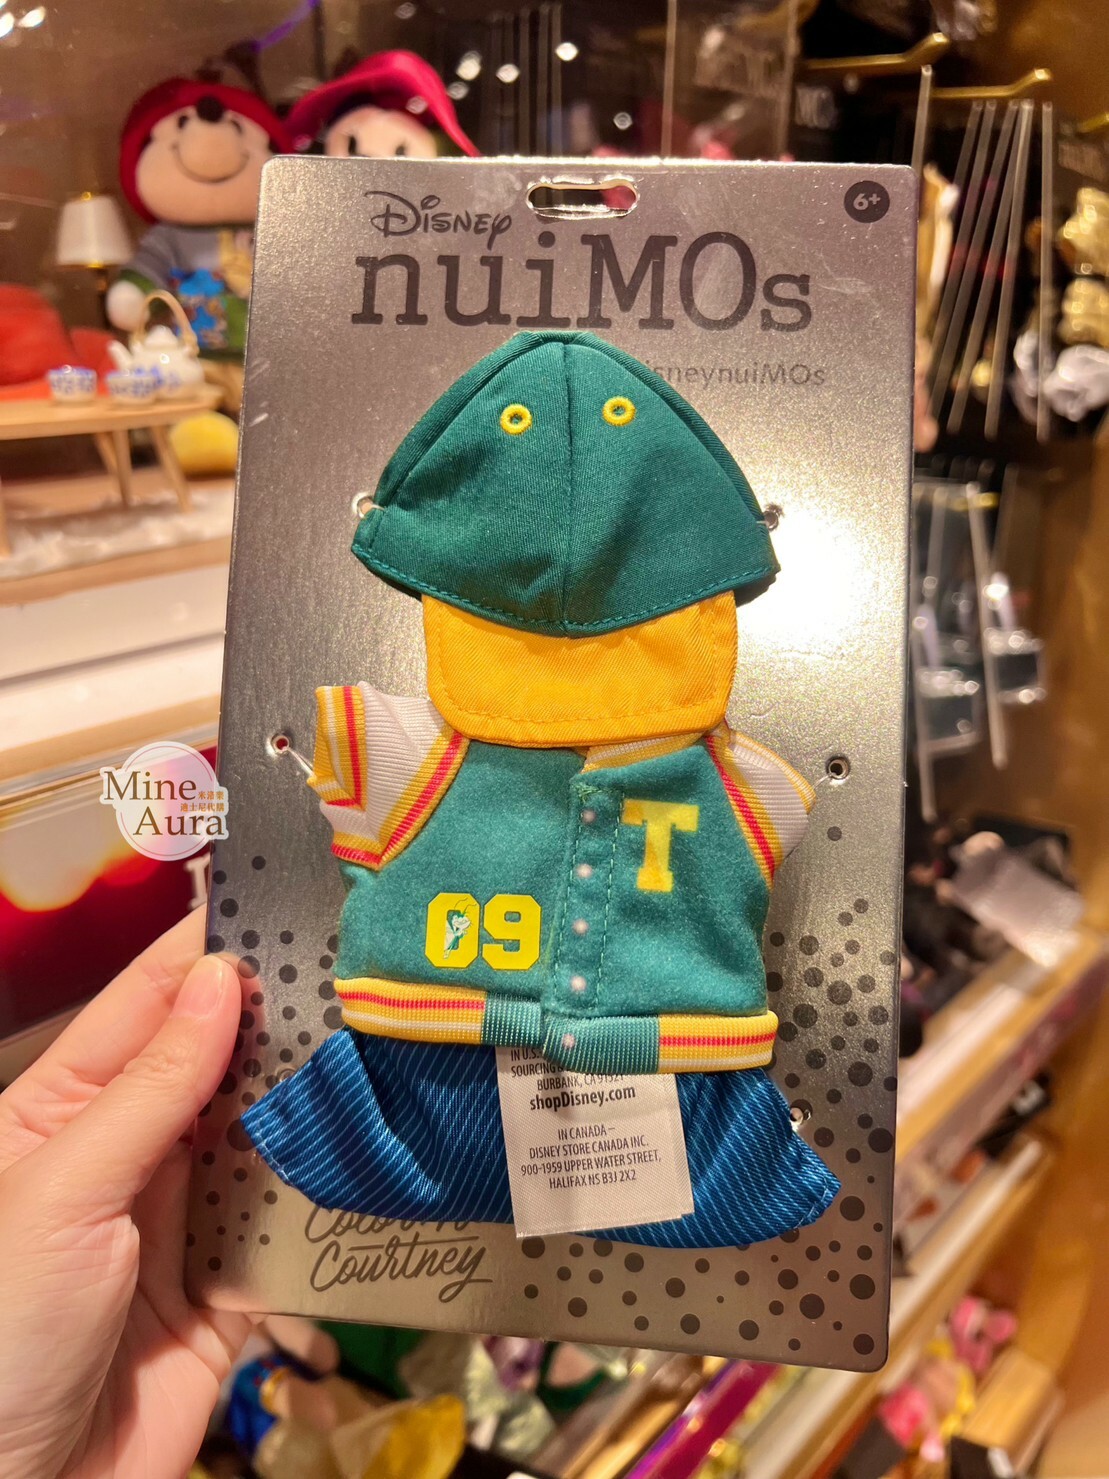 Disney
nuiMOs
6+
isneynuiMOs
T
09
Mine
Aura
IN U.S.
SOURCING &
BURBANK, CA 91521
shopDisney.com
IN CANADA –
DISNEY STORE CANADA INC.
900-1959 UPPER WATER STREET,
HALIFAX NS B3J 2X2
Courtney